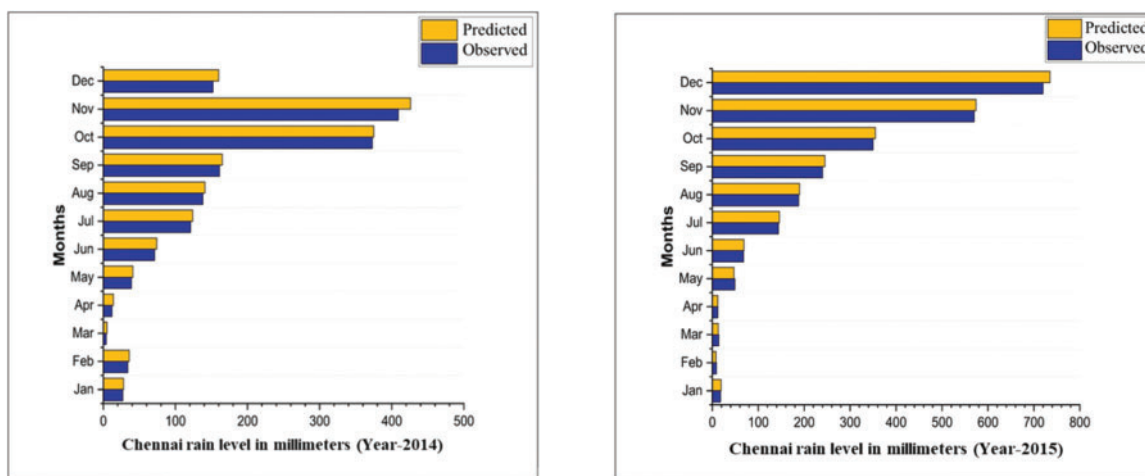 Predicted
Observed
Dec
Nov
Oct
Sep
Aug
Jul
Jun
May
Apr
Mar
Feb
Jan
Months
0 100 200 300 400 500
Chennai rain level in millimeters (Year-2014)
Predicted
Observed
Dec
Nov
Oct
Sep
Aug
Jul
Jun
May
Apr
Mar
Feb
Jan
Months
0 100 200 300 400 500 600 700 800
Chennai rain level in millimeters (Year-2015)